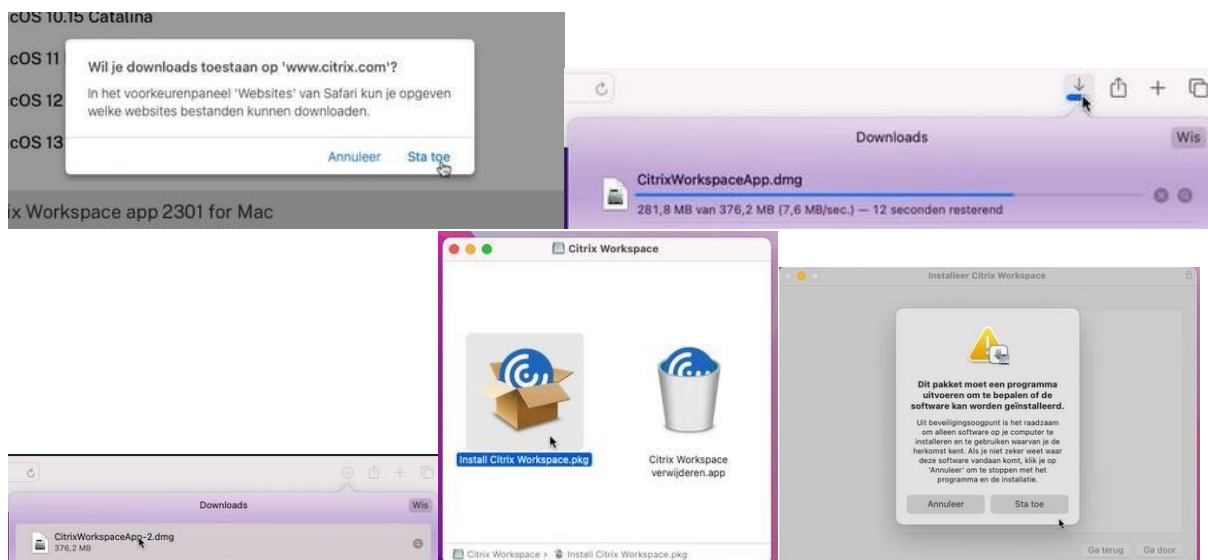 cOS 10.15 Catalina
cOS 11
cOS 12
cOS 13
Wil je downloads toestaan op 'www.citrix.com'?
In het voorkeurenpaneel 'Websites' van Safari kun je opgeven
welke websites bestanden kunnen downloaden.
Annuleer Sta toe
ix Workspace app 2301 for Mac
Downloads Wis
CitrixWorkspaceApp.dmg
281,8 MB van 376,2 MB (7,6 MB/sec.) — 12 seconden resterend
Downloads Wis
CitrixWorkspaceApp-2.dmg
376,2 MB
Citrix Workspace
Install Citrix Workspace.pkg
Citrix Workspace
verwijderen.app
Citrix Workspace > Install Citrix Workspace.pkg
Installeer Citrix Workspace
Dit pakket moet een programma
uitvoeren om te bepalen of de
software kan worden geïnstalleerd.
Uit beveiligingsoogpunt is het raadzaam
om alleen software op je computer te
installeren en te gebruiken waarvan je de
herkomst kent. Als je niet zeker weet waar
deze software vandaan komt, klik je op
'Annuleer' om te stoppen met het
programma en de installatie.
Annuleer Sta toe
Ga terug Ga door